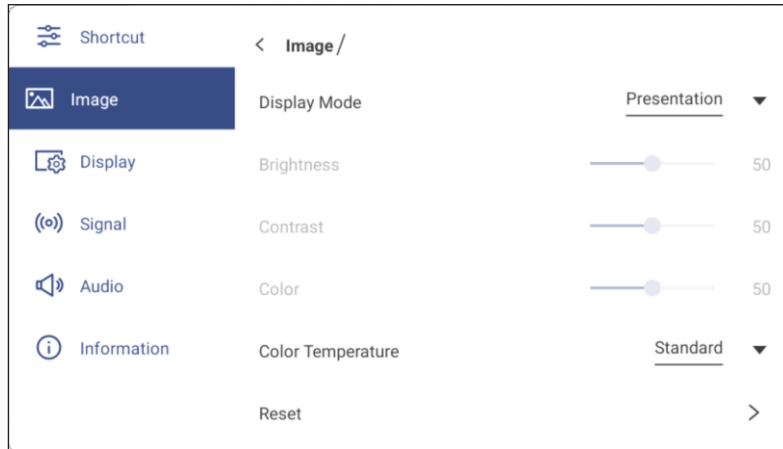 Shortcut
Image
Display
Signal
Audio
Information
< Image /
Display Mode Presentation
Brightness 50
Contrast 50
Color 50
Color Temperature Standard
Reset >